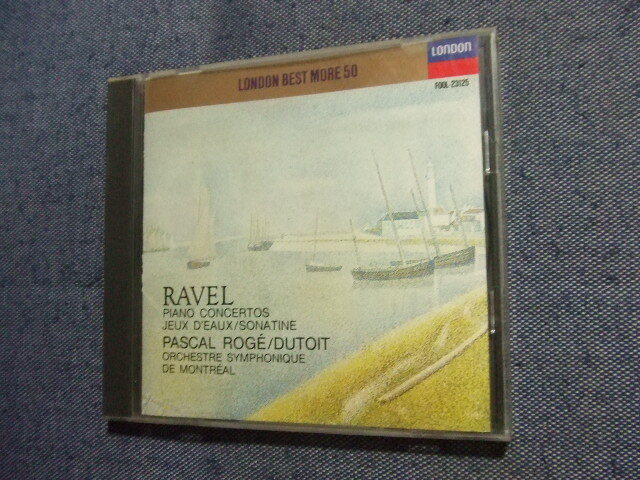 LONDON BEST MORE 50
LONDON
F00L-23125
RAVEL
PIANO CONCERTOS
JEUX D'EAUX/SONATINE
PASCAL ROGÉ/DUTOIT
ORCHESTRE SYMPHONIQUE
DE MONTRÉAL